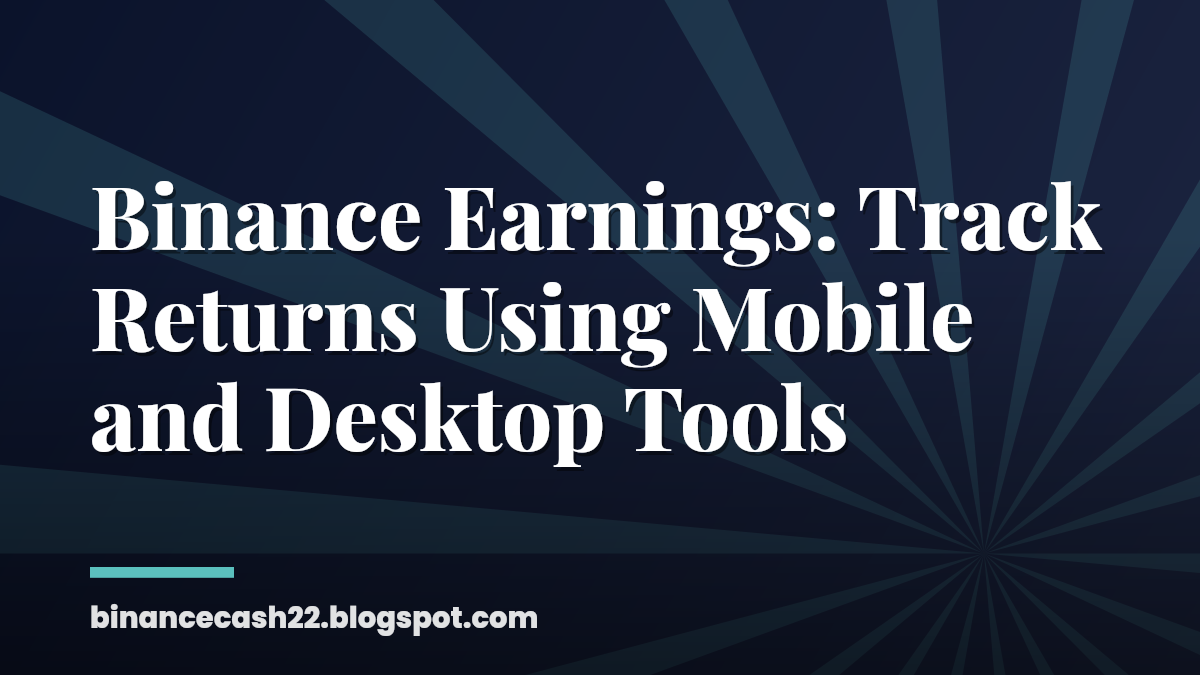 Binance Earnings: Track
Returns Using Mobile
and Desktop Tools
binancecash22.blogspot.com